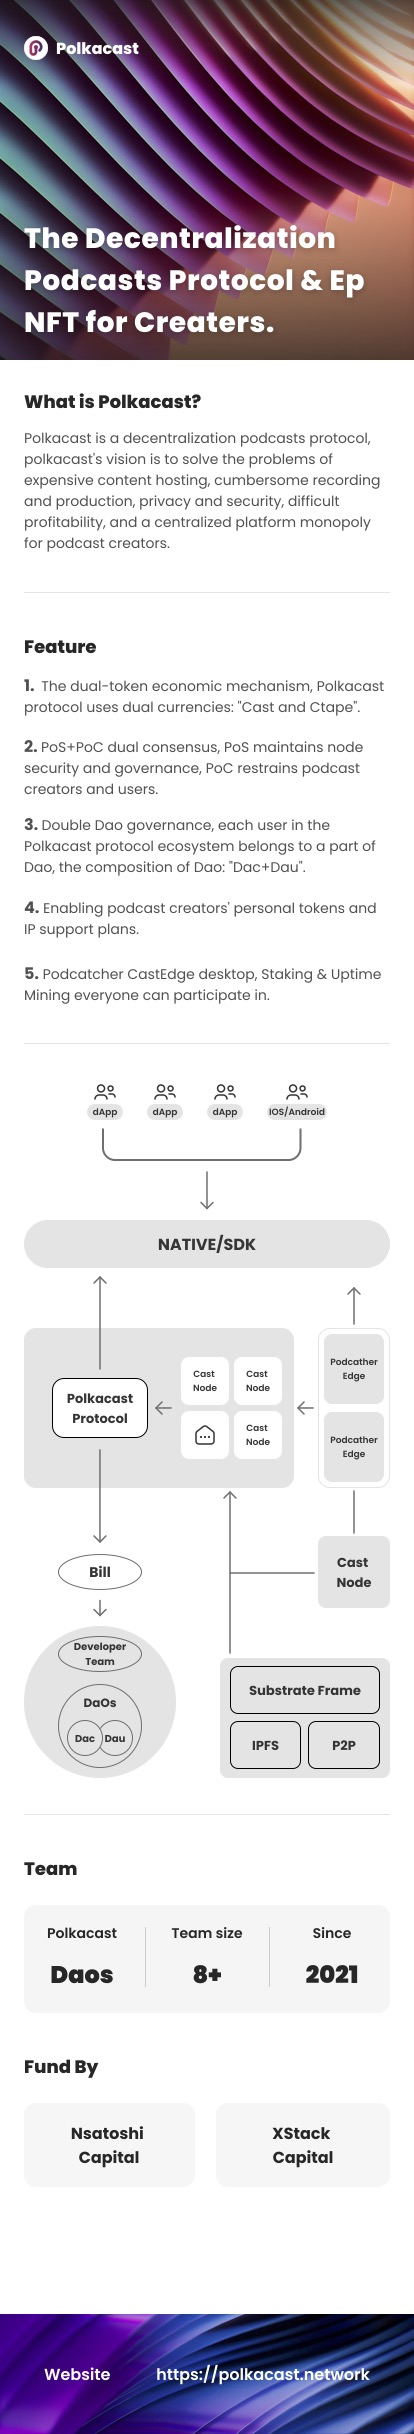 Polkacast
The Decentralization
Podcasts Protocol & Ep
NFT for Creaters.
What is Polkacast?
Polkacast is a decentralization podcasts protocol,
polkacast's vision is to solve the problems of
expensive content hosting, cumbersome recording
and production, privacy and security, difficult
profitability, and a centralized platform monopoly
for podcast creators.
Feature
1. The dual-token economic mechanism, Polkacast
protocol uses dual currencies: "Cast and Ctape".
2. PoS+PoC dual consensus, PoS maintains node
security and governance, PoC restrains podcast
creators and users.
3. Double Dao governance, each user in the
Polkacast protocol ecosystem belongs to a part of
Dao, the composition of Dao: "Dac+Dau".
4. Enabling podcast creators' personal tokens and
IP support plans.
5. Podcatcher CastEdge desktop, Staking & Uptime
Mining everyone can participate in.
dApp dApp dApp IOS/Android
NATIVE/SDK
Polkacast
Protocol
Cast
Node
Cast
Node
Cast
Node
Podcather
Edge
Podcather
Edge
Cast
Node
Bill
Developer
Team
DaOs
Dac Dau
Substrate Frame
IPFS P2P
Team
Polkacast Team size Since
Daos 8+ 2021
Fund By
Nsatoshi
Capital
XStack
Capital
Website https://polkacast.network